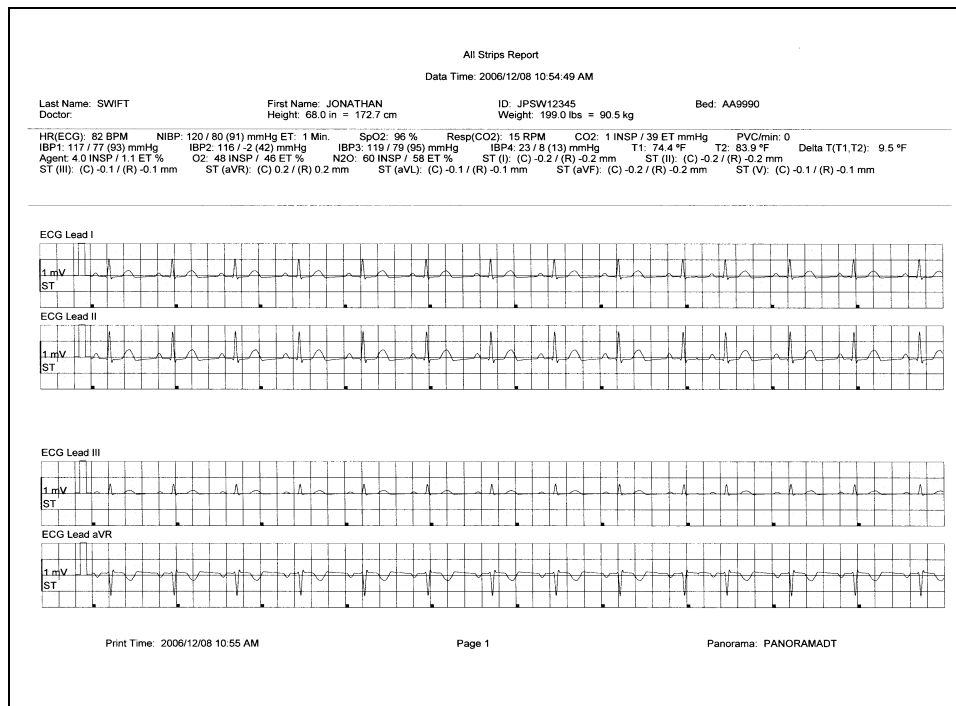 All Strips Report
Data Time: 2006/12/08 10:54:49 AM
Last Name: SWIFT First Name: JONATHAN ID: JPSW12345 Bed: AA9990
Doctor: Height: 68.0 in = 172.7 cm Weight: 199.0 lbs = 90.5 kg
HR(ECG): 82 BPM NIBP: 120 / 80 (91) mmHg ET: 1 Min. SpO2: 96 % Resp(CO2): 15 RPM CO2: 1 INSP / 39 ET mmHg PVC/min: 0
IBP1: 117 / 77 (93) mmHg IBP2: 116 / -2 (42) mmHg IBP3: 119 / 79 (95) mmHg IBP4: 23 / 8 (13) mmHg T1: 74.4 ºF T2: 83.9 ºF Delta T(T1,T2): 9.5 ºF
Agent: 4.0 INSP / 1.1 ET % O2: 48 INSP / 46 ET % N2O: 60 INSP / 58 ET % ST (I): (C) -0.2 / (R) -0.2 mm ST (II): (C) -0.2 / (R) -0.2 mm
ST (III): (C) -0.1 / (R) -0.1 mm ST (aVR): (C) 0.2 / (R) 0.2 mm ST (aVL): (C) -0.1 / (R) -0.1 mm ST (aVF): (C) -0.2 / (R) -0.2 mm ST (V): (C) -0.1 / (R) -0.1 mm
ECG Lead I
1 mV
ST
ECG Lead II
1 mV
ST
ECG Lead III
1 mV
ST
ECG Lead aVR
1 mV
ST
Print Time: 2006/12/08 10:55 AM Page 1 Panorama: PANORAMADT